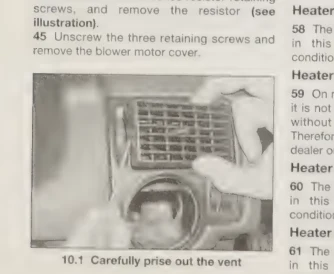 screws, and remove the resistor (see
illustration).
45 Unscrew the three retaining screws and
remove the blower motor cover.
10.1 Carefully prise out the vent
Heater
58 The
in this
condition
Heater
59 On
it is not
without
Therefor
dealer o
Heater
60 The
in this
condition
Heater
61 The
in this